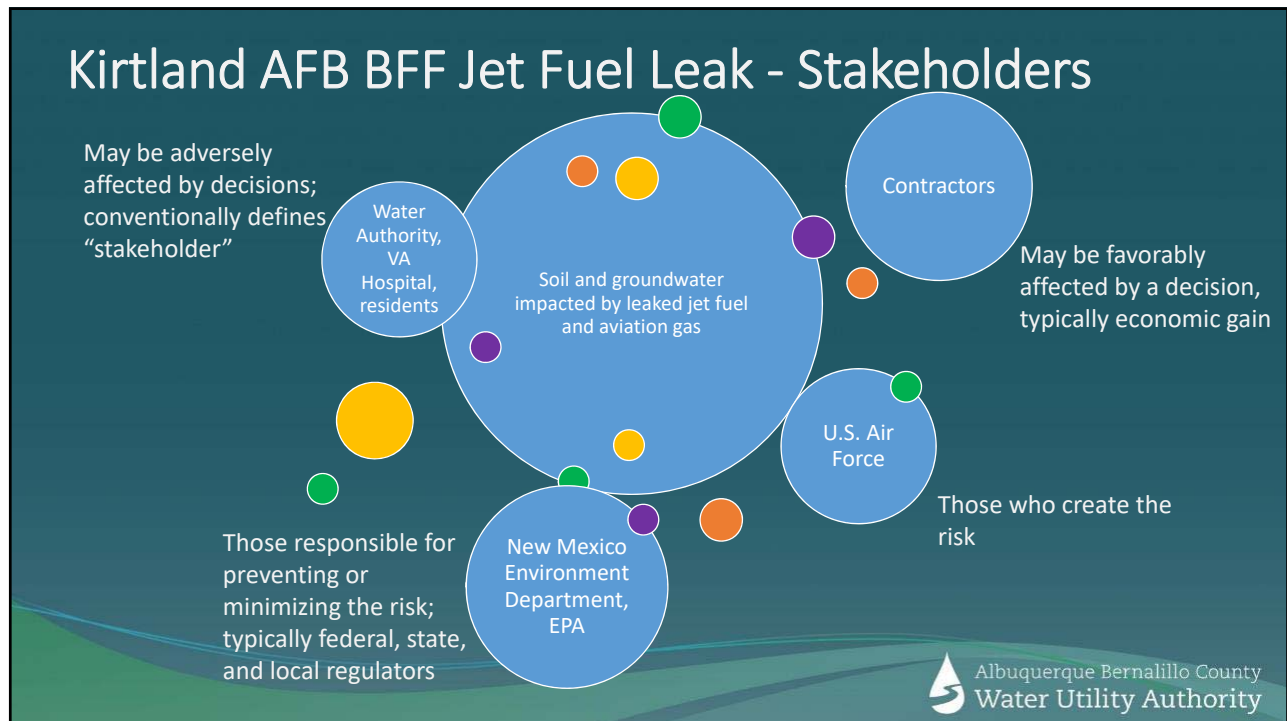 Kirtland AFB BFF Jet Fuel Leak - Stakeholders
May be adversely
affected by decisions;
conventionally defines
“stakeholder”
Water
Authority,
VA
Hospital,
residents
Soil and groundwater
impacted by leaked jet fuel
and aviation gas
Contractors
May be favorably
affected by a decision,
typically economic gain
U.S. Air
Force
Those who create the
risk
New Mexico
Environment
Department,
EPA
Those responsible for
preventing or
minimizing the risk;
typically federal, state,
and local regulators
Albuquerque Bernalillo County
Water Utility Authority